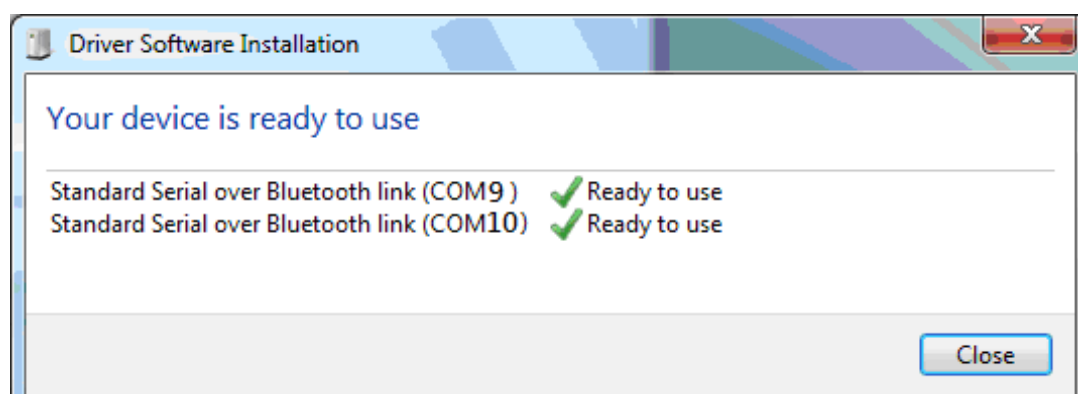 Driver Software Installation
X
Your device is ready to use
Standard Serial over Bluetooth link (COM9 ) Ready to use
Standard Serial over Bluetooth link (COM10) Ready to use
Close